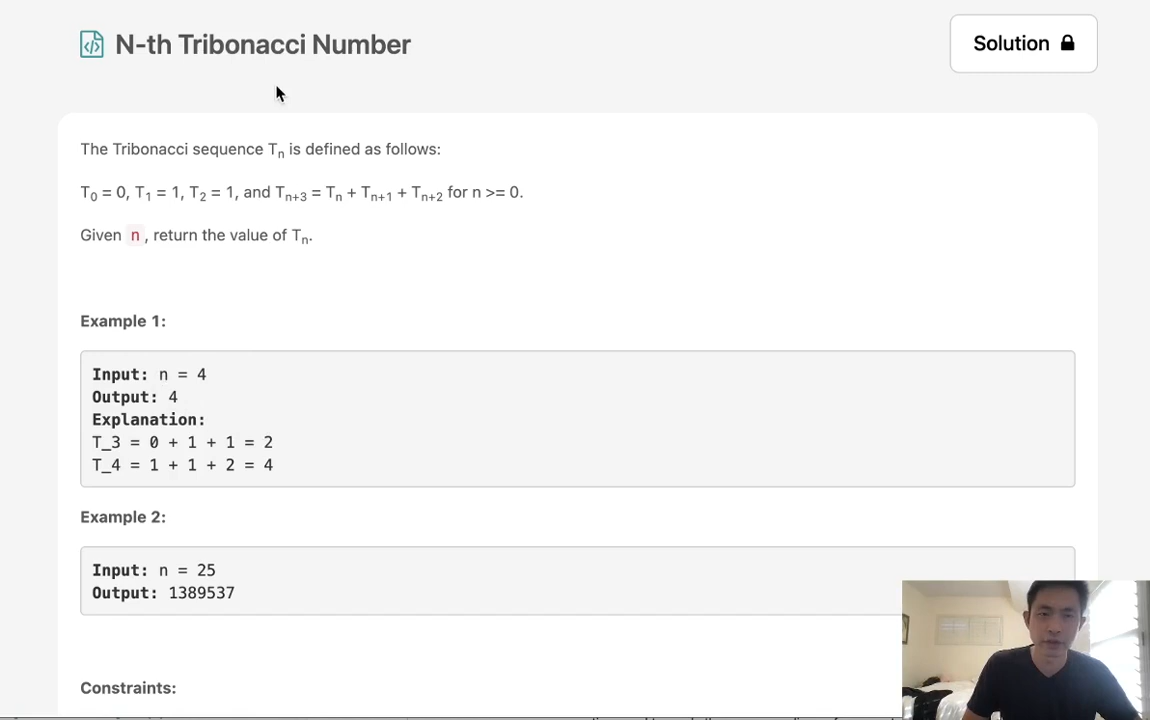 N-th Tribonacci Number
Solution
The Tribonacci sequence Tn is defined as follows:
T0 = 0, T1 = 1, T2 = 1, and Tn+3 = Tn + Tn+1 + Tn+2 for n >= 0.
Given n, return the value of Tn.
Example 1:
Input: n = 4
Output: 4
Explanation:
T_3 = 0 + 1 + 1 = 2
T_4 = 1 + 1 + 2 = 4
Example 2:
Input: n = 25
Output: 1389537
Constraints: